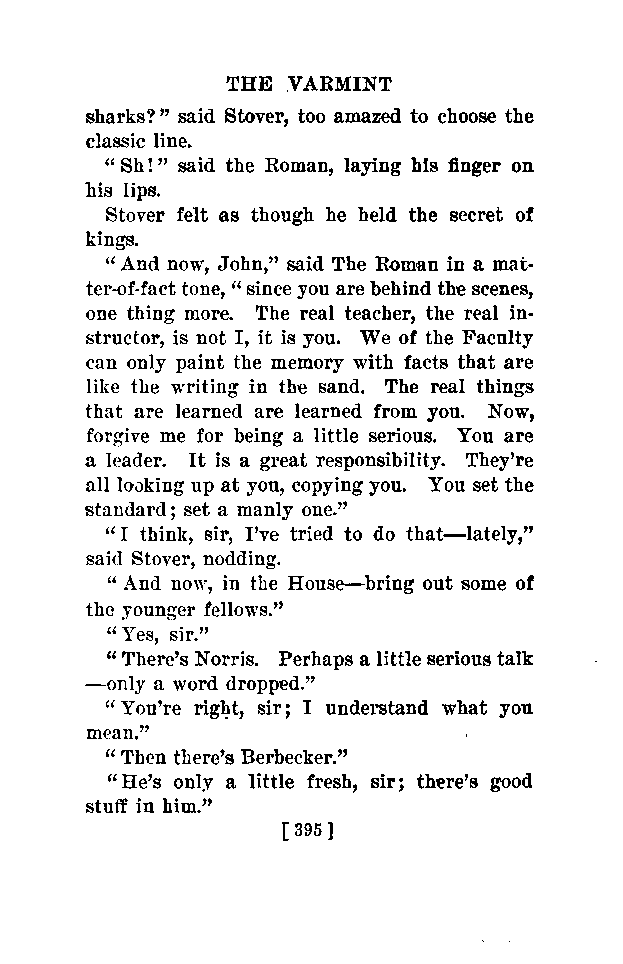 THE VARMINT
sharks?" said Stover, too amazed to choose the
classic line.
"Sh!" said the Roman, laying his finger on
his lips.
Stover felt as though he held the secret of
kings.
"And now, John," said The Roman in a mat-
ter-of-fact tone, "since you are behind the scenes,
one thing more. The real teacher, the real in-
structor, is not I, it is you. We of the Faculty
can only paint the memory with facts that are
like the writing in the sand. The real things
that are learned are learned from you. Now,
forgive me for being a little serious. You are
a leader. It is a great responsibility. They're
all looking up at you, copying you. You set the
standard; set a manly one."
"I think, sir, I've tried to do that—lately,"
said Stover, nodding.
"And now, in the House—bring out some of
the younger fellows."
"Yes, sir."
"There's Norris. Perhaps a little serious talk
—only a word dropped."
"You're right, sir; I understand what you
mean."
"Then there's Berbecker."
"He's only a little fresh, sir; there's good
stuff in him."
[395]